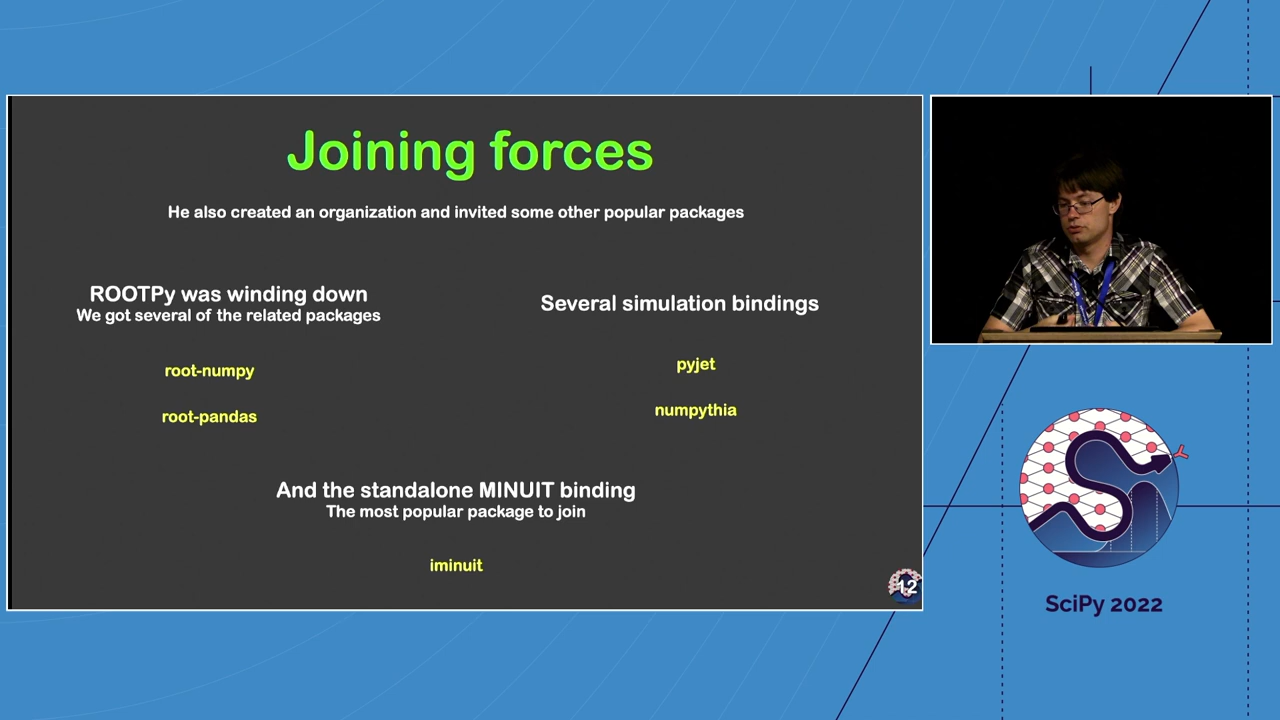 Joining forces
He also created an organization and invited some other popular packages
ROOTPy was winding down
We got several of the related packages
root-numpy
root-pandas
Several simulation bindings
pyjet
numpythia
And the standalone MINUIT binding
The most popular package to join
iminuit
12
SciPy 2022